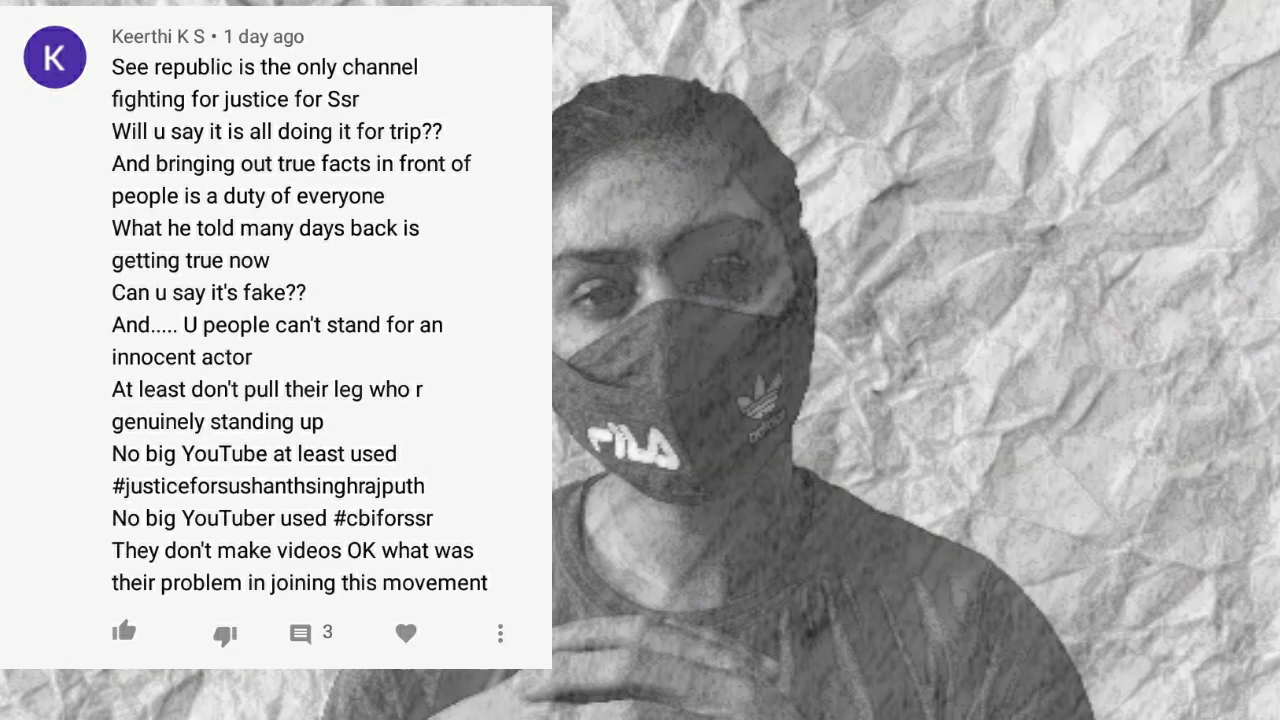 Keerthi K S • 1 day ago
K
See republic is the only channel
fighting for justice for Ssr
Will u say it is all doing it for trip??
And bringing out true facts in front of
people is a duty of everyone
What he told many days back is
getting true now
Can u say it's fake??
And..... U people can't stand for an
innocent actor
At least don't pull their leg who r
genuinely standing up
No big YouTube at least used
#justiceforsushanthsinghrajputh
No big YouTuber used #cbiforssr
They don't make videos OK what was
their problem in joining this movement
3
FILA